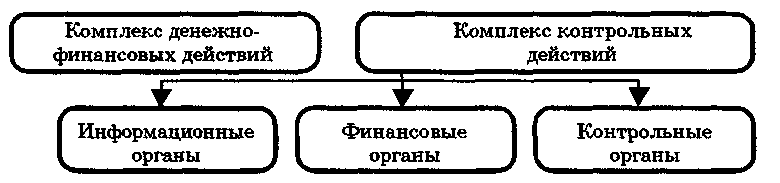 Комплекс денежно-
финансовых действий
Комплекс контрольных
действий
Информационные
органы
Финансовые
органы
Контрольные
органы